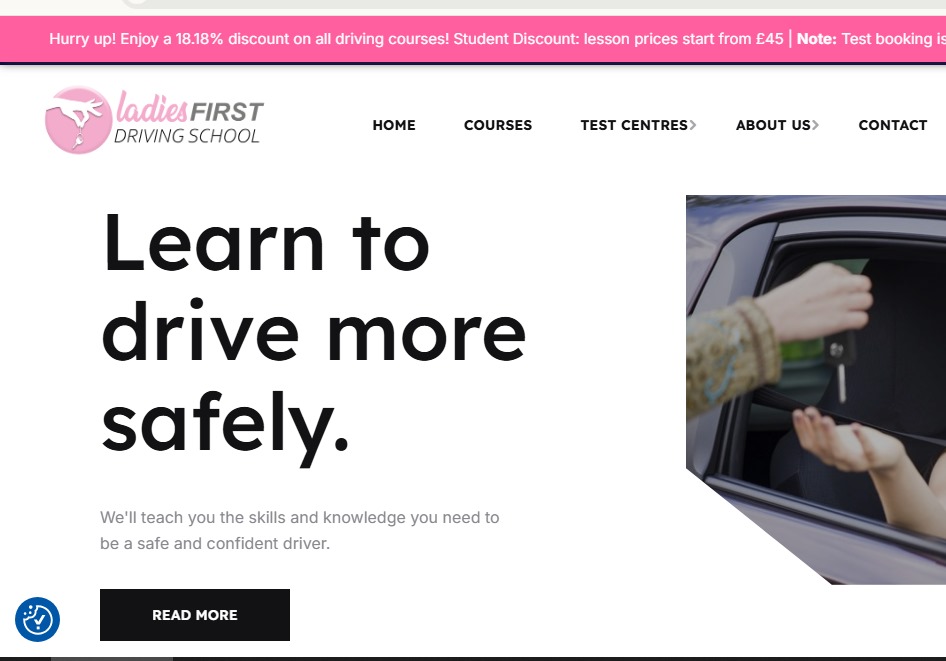 Hurry up! Enjoy a 18.18% discount on all driving courses! Student Discount: lesson prices start from £45 | Note: Test booking is
ladies FIRST
DRIVING SCHOOL
HOME COURSES TEST CENTRES ABOUT US CONTACT
Learn to
drive more
safely.
We'll teach you the skills and knowledge you need to
be a safe and confident driver.
READ MORE